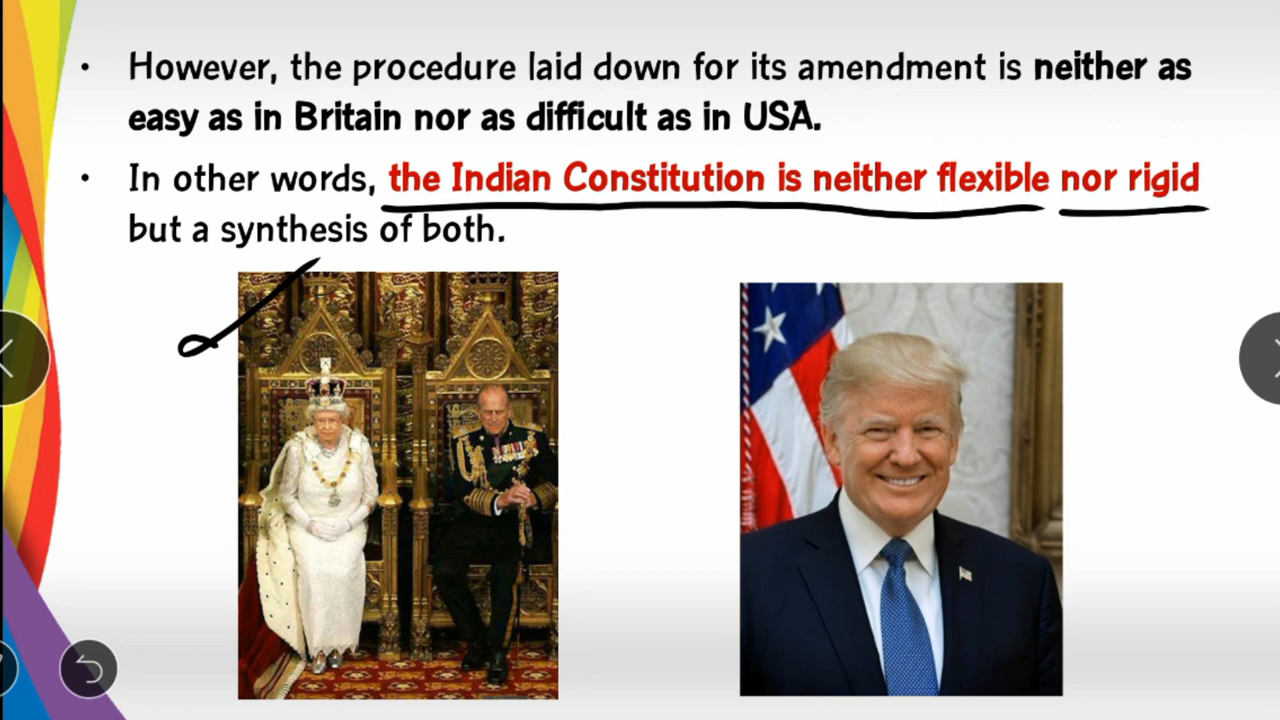 • However, the procedure laid down for its amendment is neither as
easy as in Britain nor as difficult as in USA.
• In other words, the Indian Constitution is neither flexible nor rigid
but a synthesis of both.